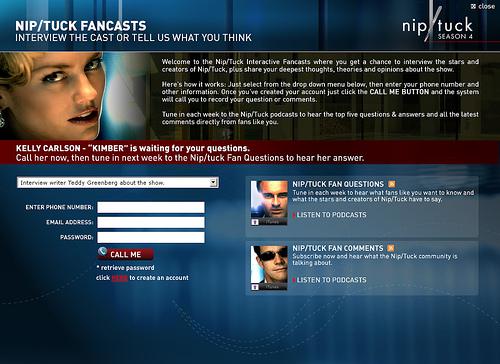 close
NIP/TUCK FANCASTS
INTERVIEW THE CAST OR TELL US WHAT YOU THINK
nip/tuck
SEASON 4
Welcome to the Nip/Tuck Interactive Fancasts where you get a chance to interview the stars and
creators of Nip/Tuck, plus share your deepest thoughts, theories and opinions about the show.
Here's how it works: Just select from the drop down menu below, then enter your phone number and
other information. Once you've created your account just click the CALL ME BUTTON and the system
will call you to record your question or comments.
Tune in each week to the Nip/Tuck podcasts to hear the top five questions & answers and all the latest
comments directly from fans like you.
KELLY CARLSON - "KIMBER" is waiting for your questions.
Call her now, then tune in next week to the Nip/tuck Fan Questions to hear her answer.
Interview writer Teddy Greenberg about the show.
ENTER PHONE NUMBER:
EMAIL ADDRESS:
PASSWORD:
CALL ME
* retrieve password
click to create an account
NIP/TUCK FAN QUESTIONS
Tune in each week to hear what fans like you want to know and
what the stars and creators of Nip/Tuck have to say.
LISTEN TO PODCASTS
NIP/TUCK FAN COMMENTS
Subscribe now and hear what the Nip/Tuck community is
talking about.
LISTEN TO PODCASTS